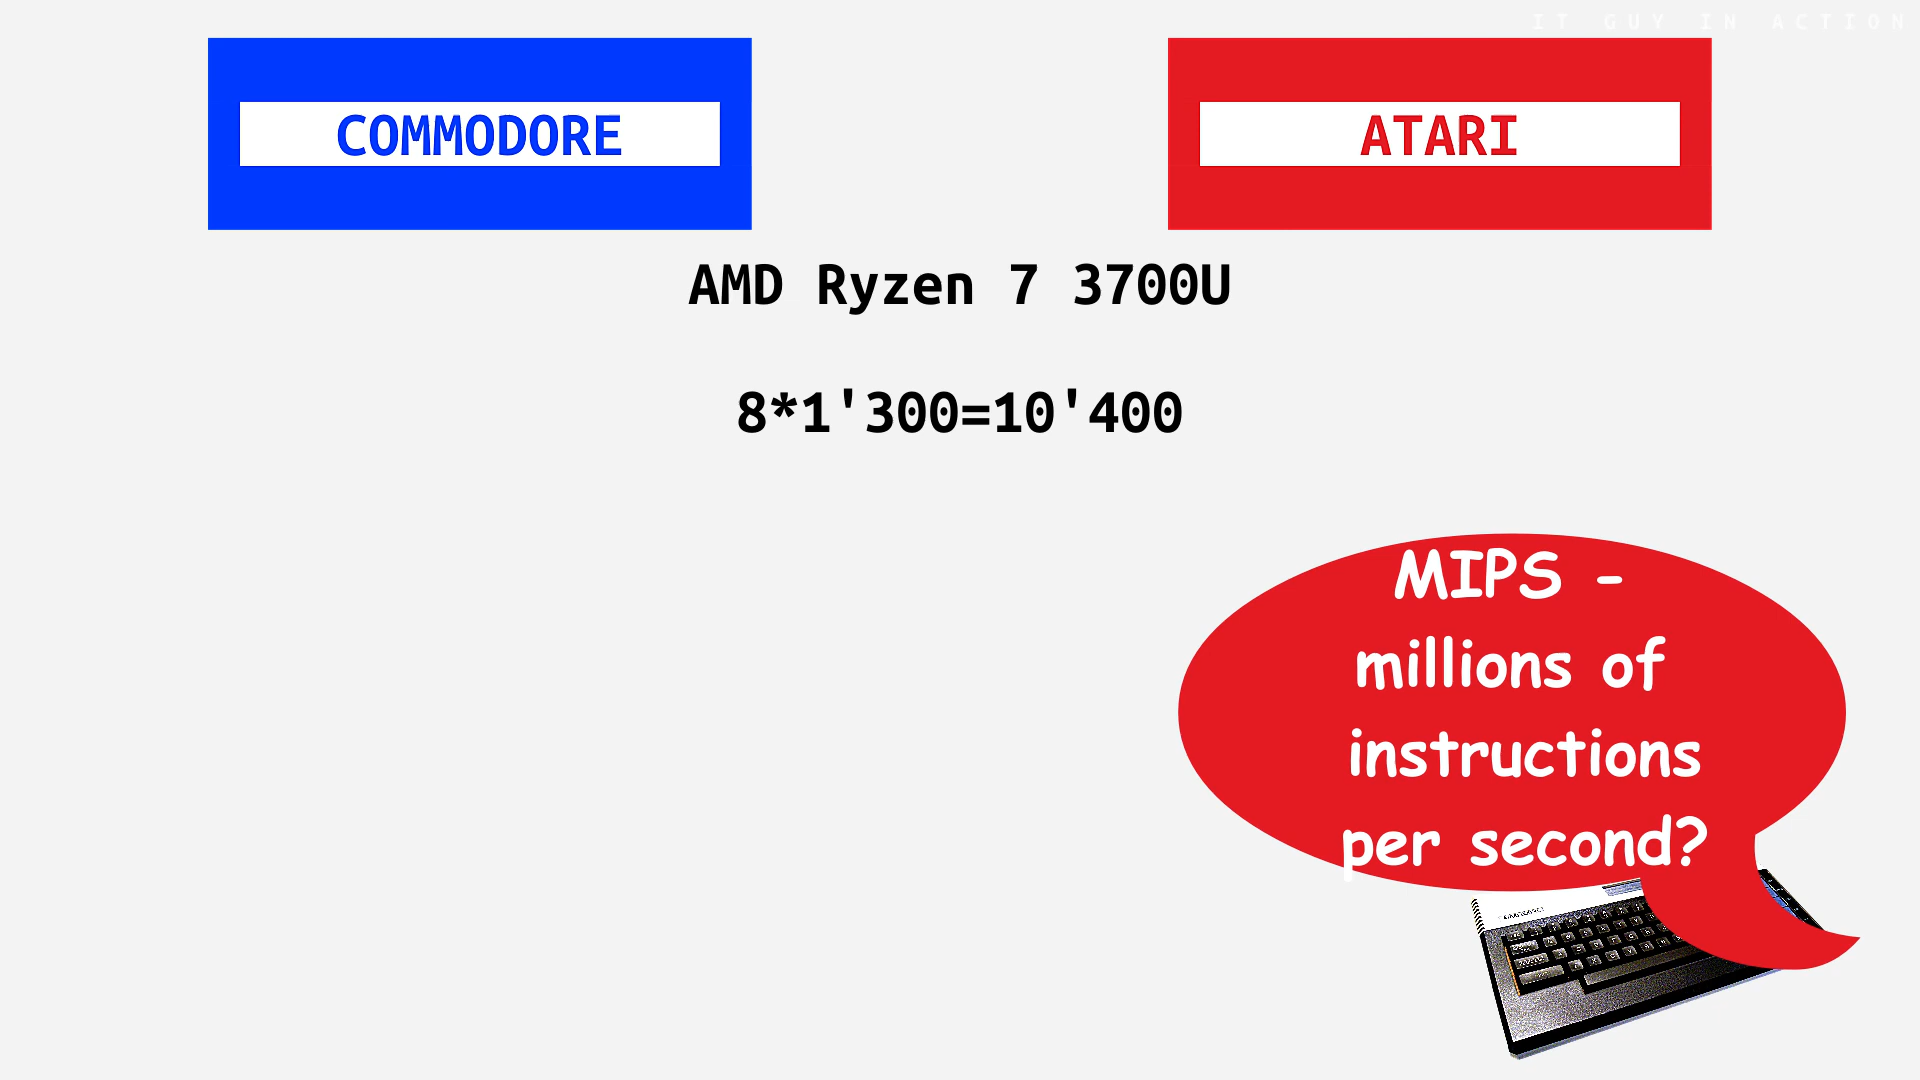 IT GUY IN ACTION
COMMODORE
ATARI
AMD Ryzen 7 3700U
8*1'300=10'400
MIPS -
millions of
instructions
per second?